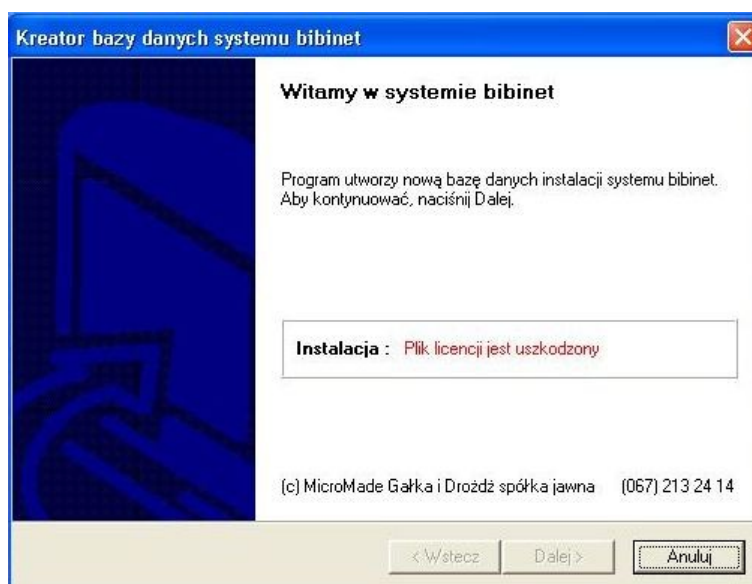 Kreator bazy danych systemu bibinet
Witamy w systemie bibinet
Program utworzy nową bazę danych instalacji systemu bibinet.
Aby kontynuować, naciśnij Dalej.
Instalacja : Plik licencji jest uszkodzony
(c) MicroMade Gałka i Drożdż spółka jawna (067) 213 24 14
< Wstecz Dalej > Anuluj